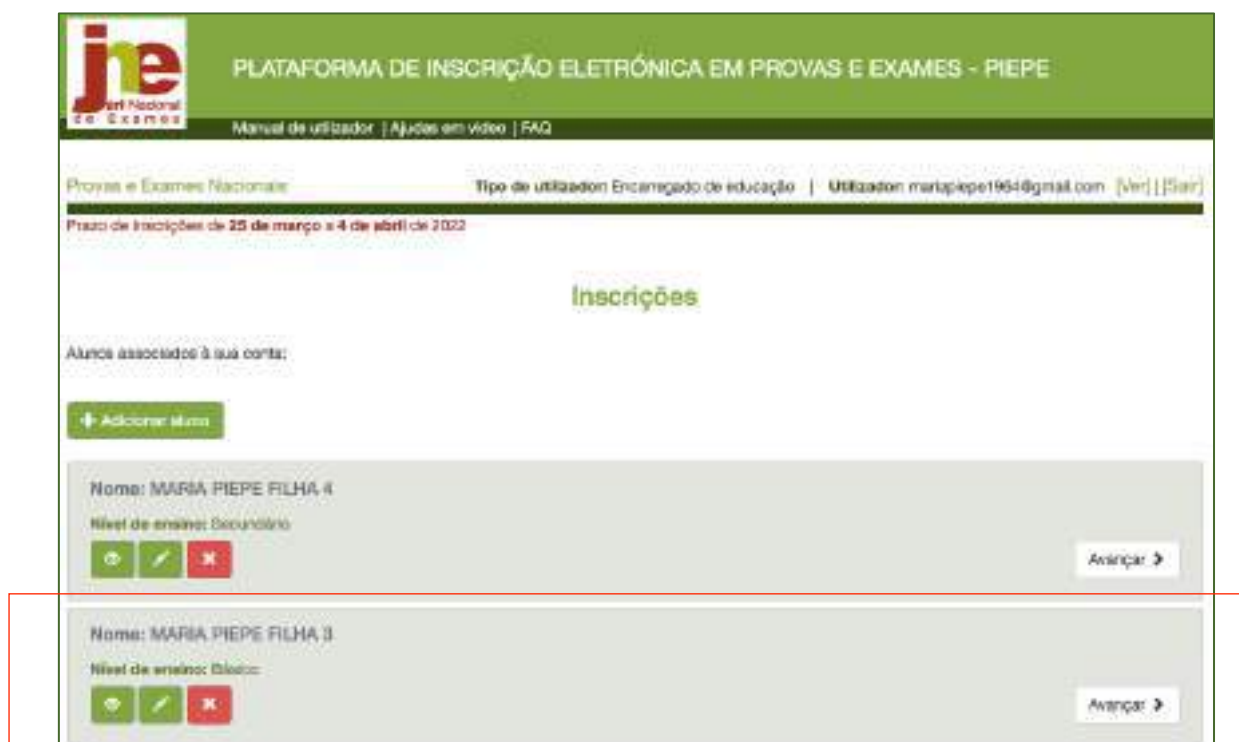 jne
Júri Nacional
de Exames
PLATAFORMA DE INSCRIÇÃO ELETRÓNICA EM PROVAS E EXAMES - PIEPE
Manual de utilizador | Ajudas em vídeo | FAQ
Provas e Exames Nacionais
Tipo de utilizador: Encarregado de educação | Utilizador: mariapiepe1964@gmail.com [Ver] | [Sair]
Prazo de Inscrições de 25 de março a 4 de abril de 2022
Inscrições
Alunos associados à sua conta:
Adicionar aluno
Nome: MARIA PIEPE FILHA 4
Nível de ensino: Secundário
Avançar
Nome: MARIA PIEPE FILHA 3
Nível de ensino: Básico
Avançar